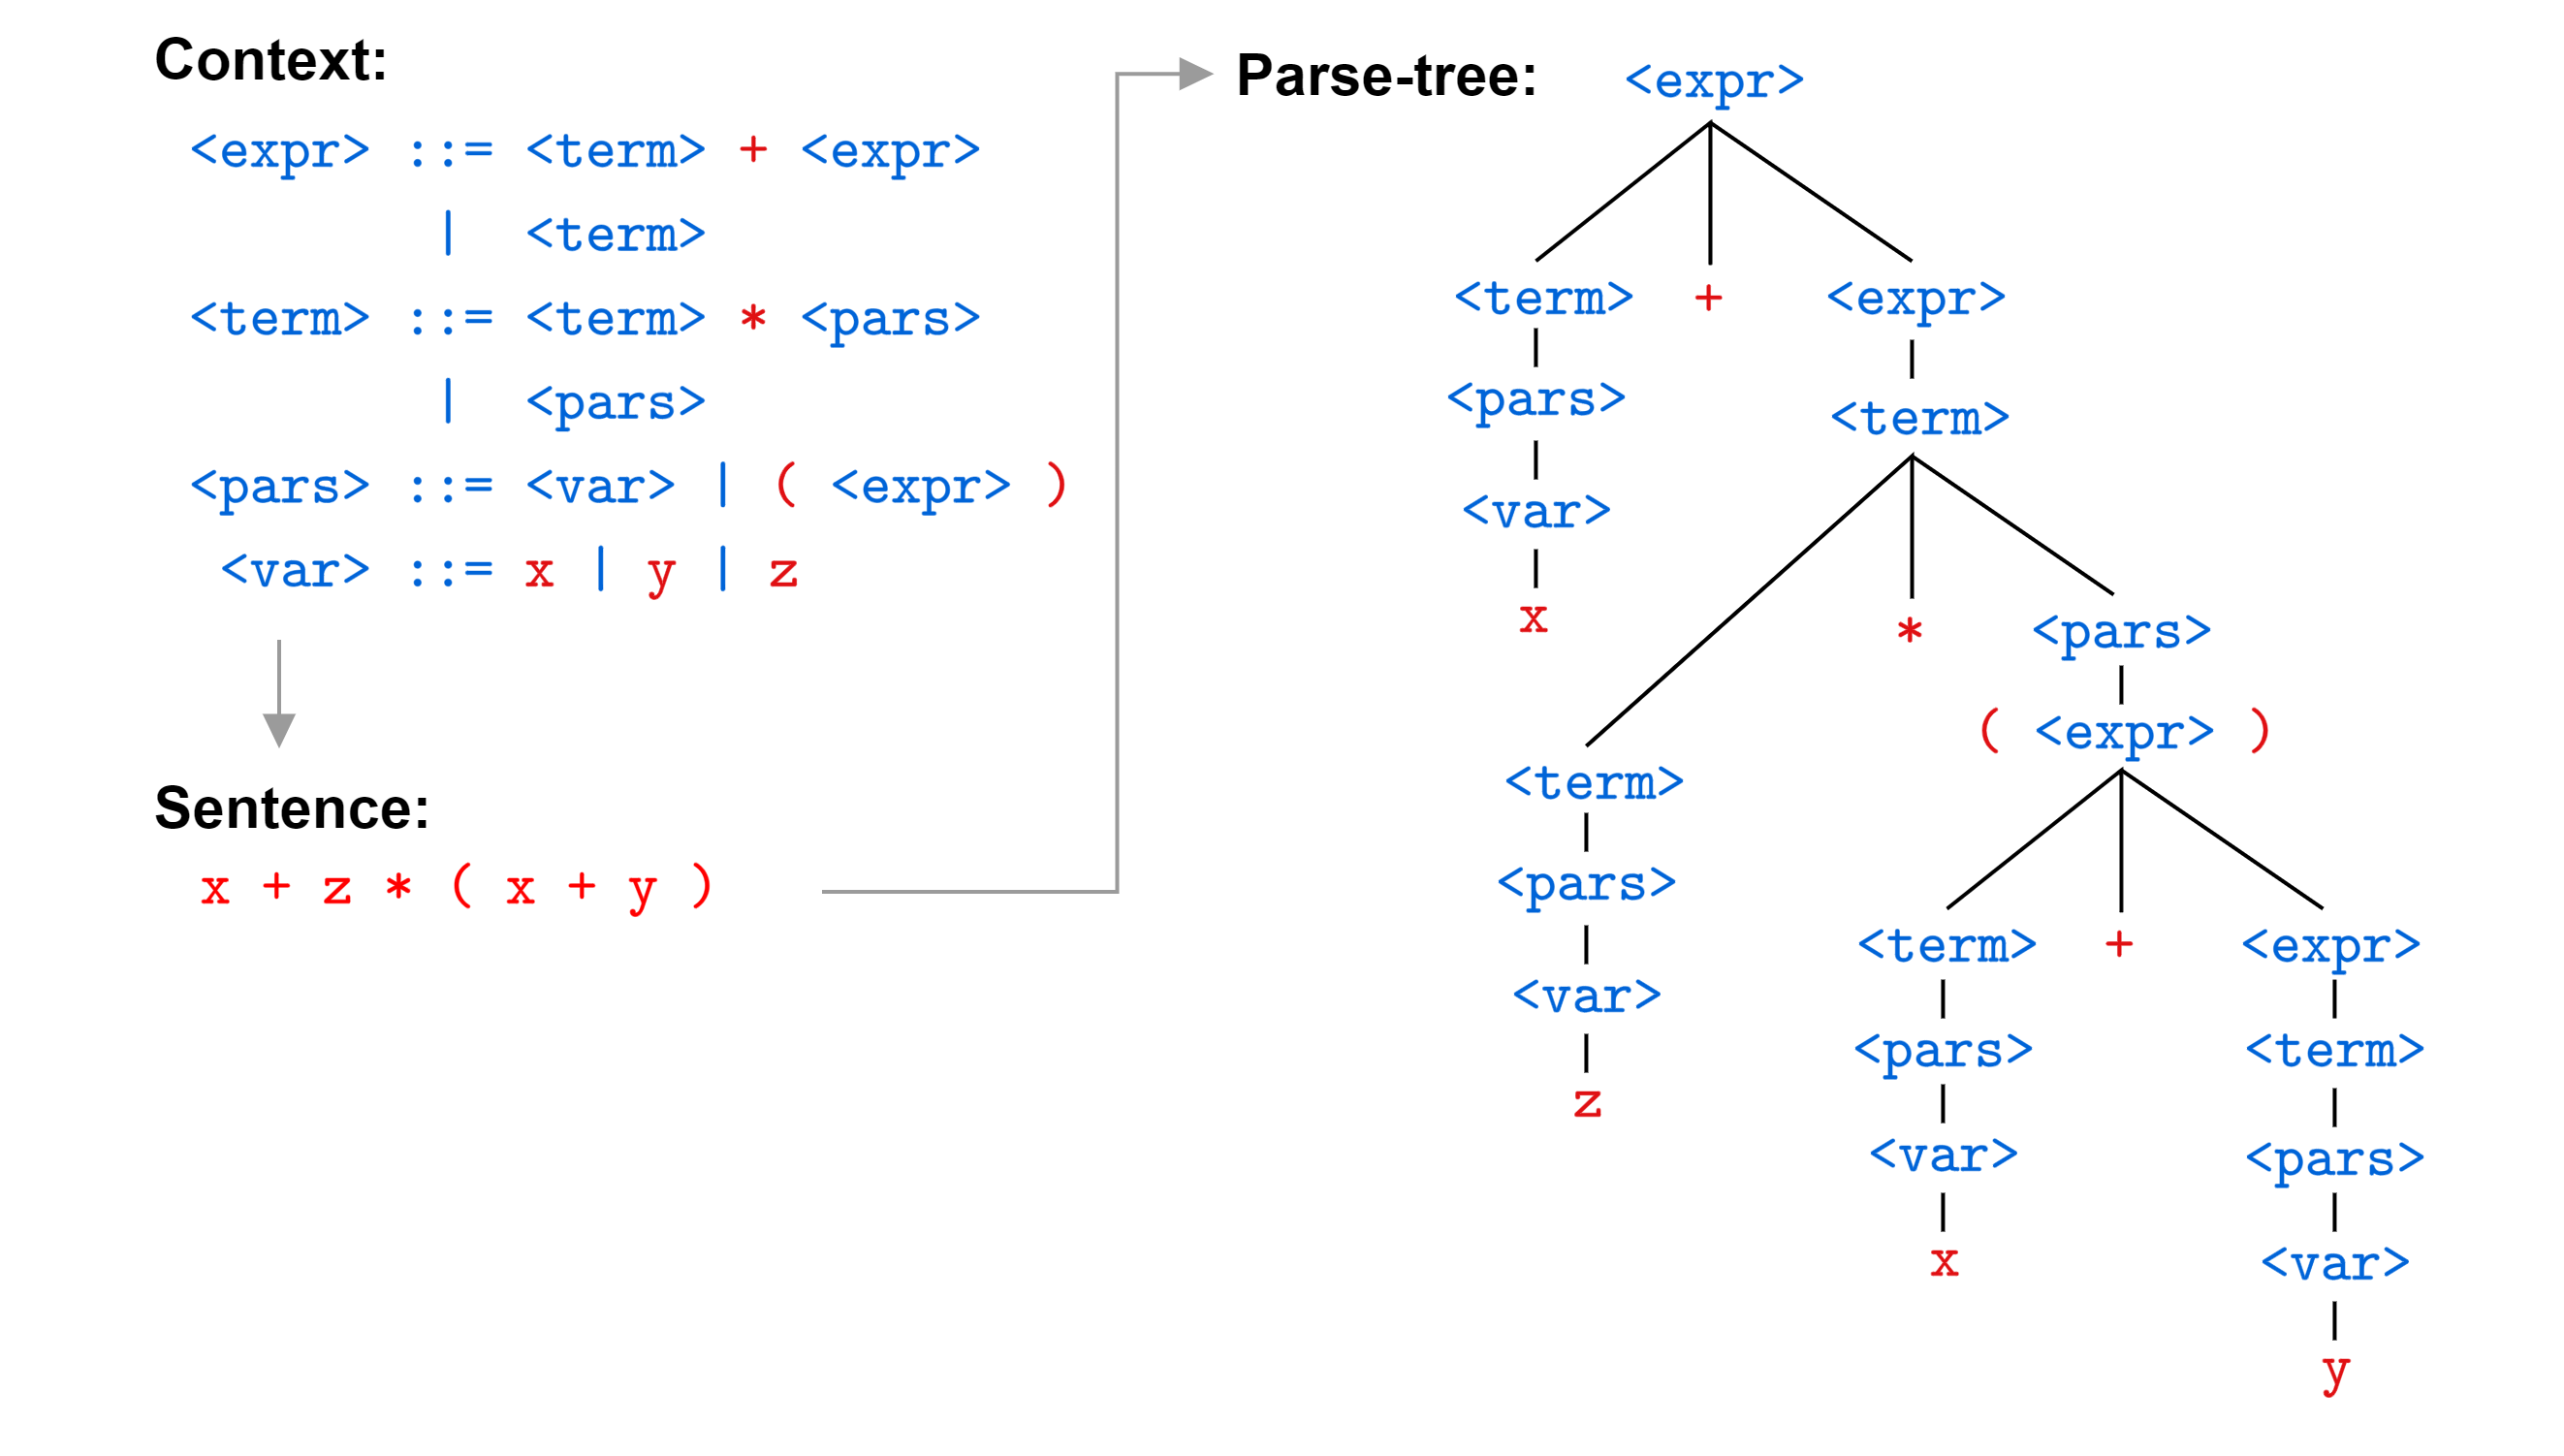 Context:
<expr> ::= <term> + <expr>
| <term>
<term> ::= <term> * <pars>
| <pars>
<pars> ::= <var> | ( <expr> )
<var> ::= x | y | z
Sentence:
x + z * ( x + y )
Parse-tree:
<expr>
<term> + <expr>
<pars>
<term>
<var>
x
* <pars>
( <expr> )
<term>
<pars>
<var>
z
<term> + <expr>
<pars> <term>
<var> <pars>
x <var>
y